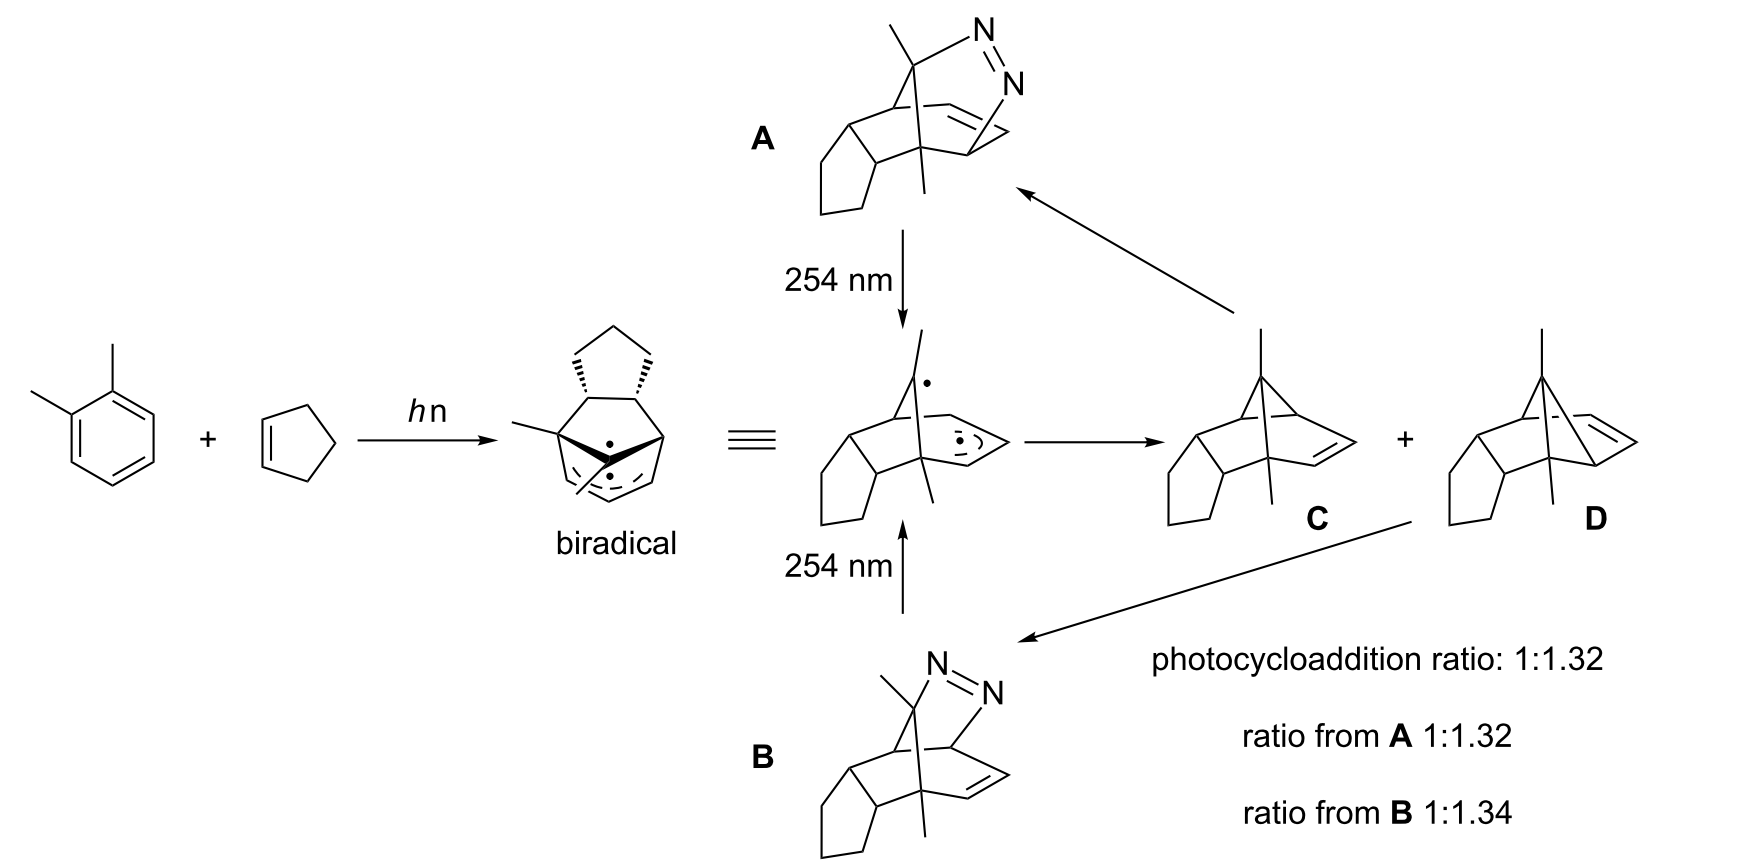 N
N
A
254 nm
hn
+
biradical
+
C
D
254 nm
N
N
B
photocycloaddition ratio: 1:1.32
ratio from A 1:1.32
ratio from B 1:1.34